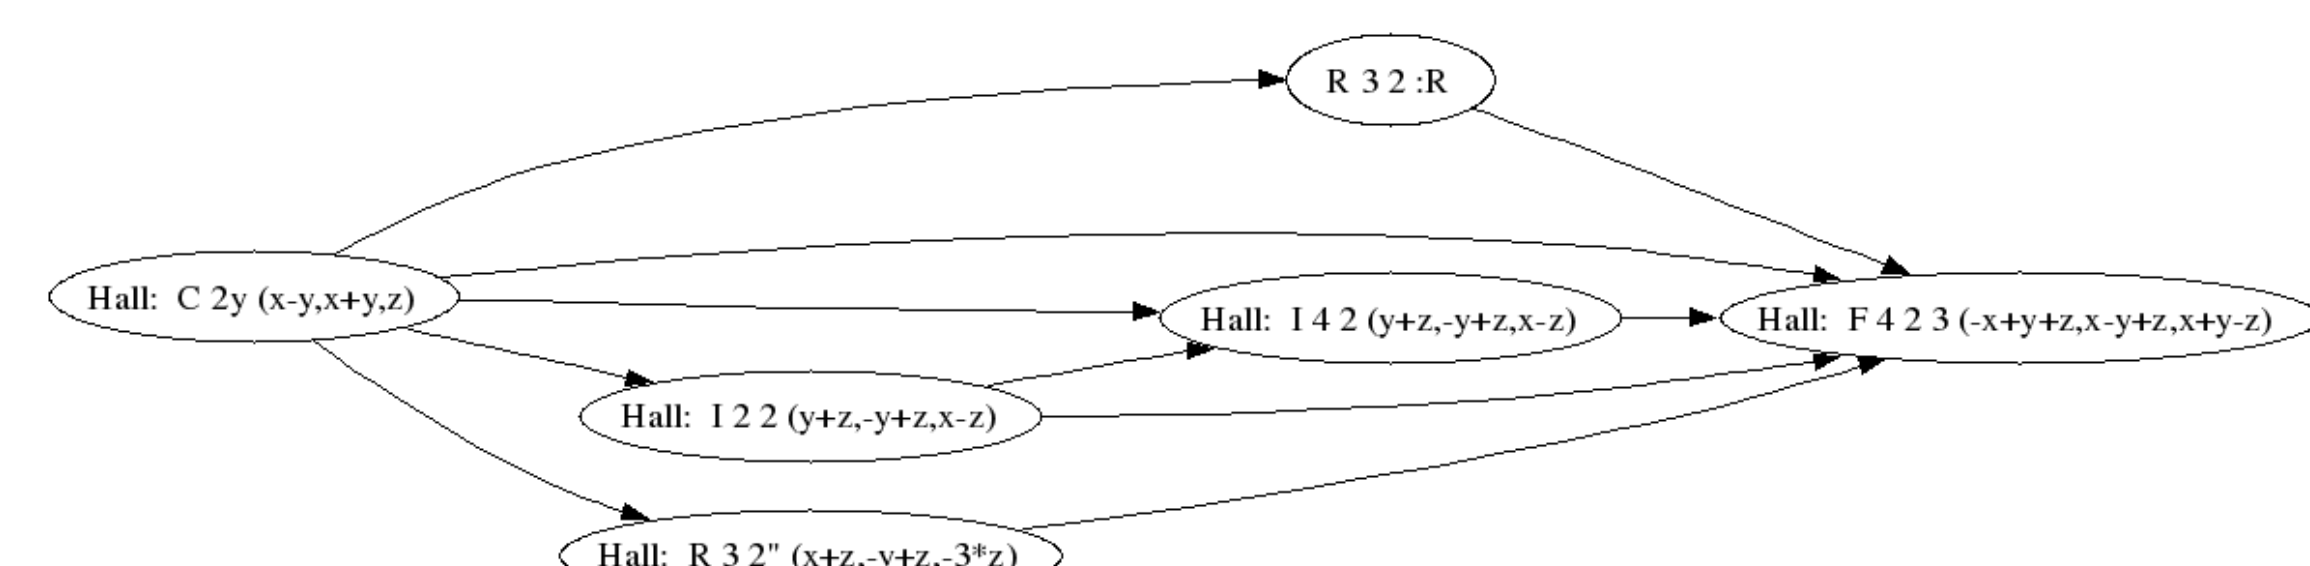 R 3 2 :R
Hall: C 2y (x-y,x+y,z)
Hall: I 4 2 (y+z,-y+z,x-z)
Hall: F 4 2 3 (-x+y+z,x-y+z,x+y-z)
Hall: I 2 2 (y+z,-y+z,x-z)
Hall: R 3 2" (x+z,-y+z,-3*z)